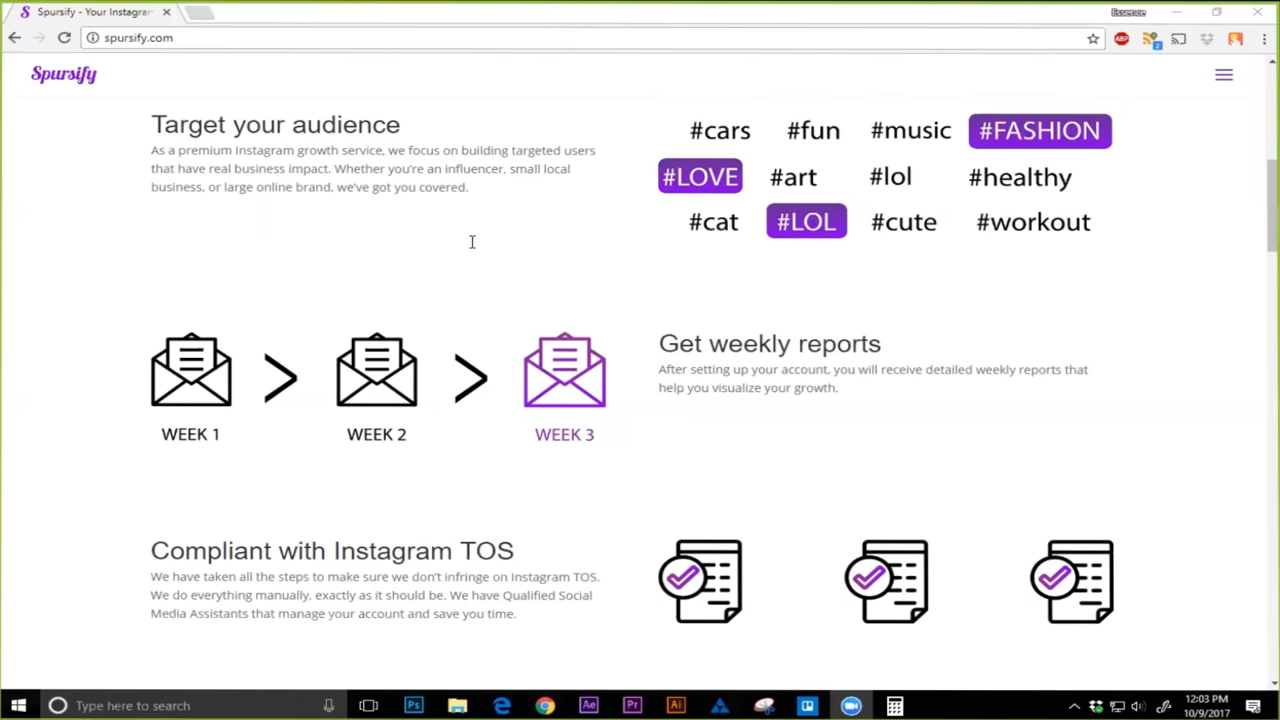 Spursify - Your Instagram
Essence
spursify.com
Spursify
Target your audience
As a premium Instagram growth service, we focus on building targeted users
that have real business impact. Whether you're an influencer, small local
business, or large online brand, we've got you covered.
#cars #fun #music #FASHION
#LOVE #art #lol #healthy
#cat #LOL #cute #workout
WEEK 1 > WEEK 2 > WEEK 3
Get weekly reports
After setting up your account, you will receive detailed weekly reports that
help you visualize your growth.
Compliant with Instagram TOS
We have taken all the steps to make sure we don't infringe on Instagram TOS.
We do everything manually, exactly as it should be. We have Qualified Social
Media Assistants that manage your account and save you time.
Type here to search
Ps Ae Pr Ai
12:03 PM
10/9/2017